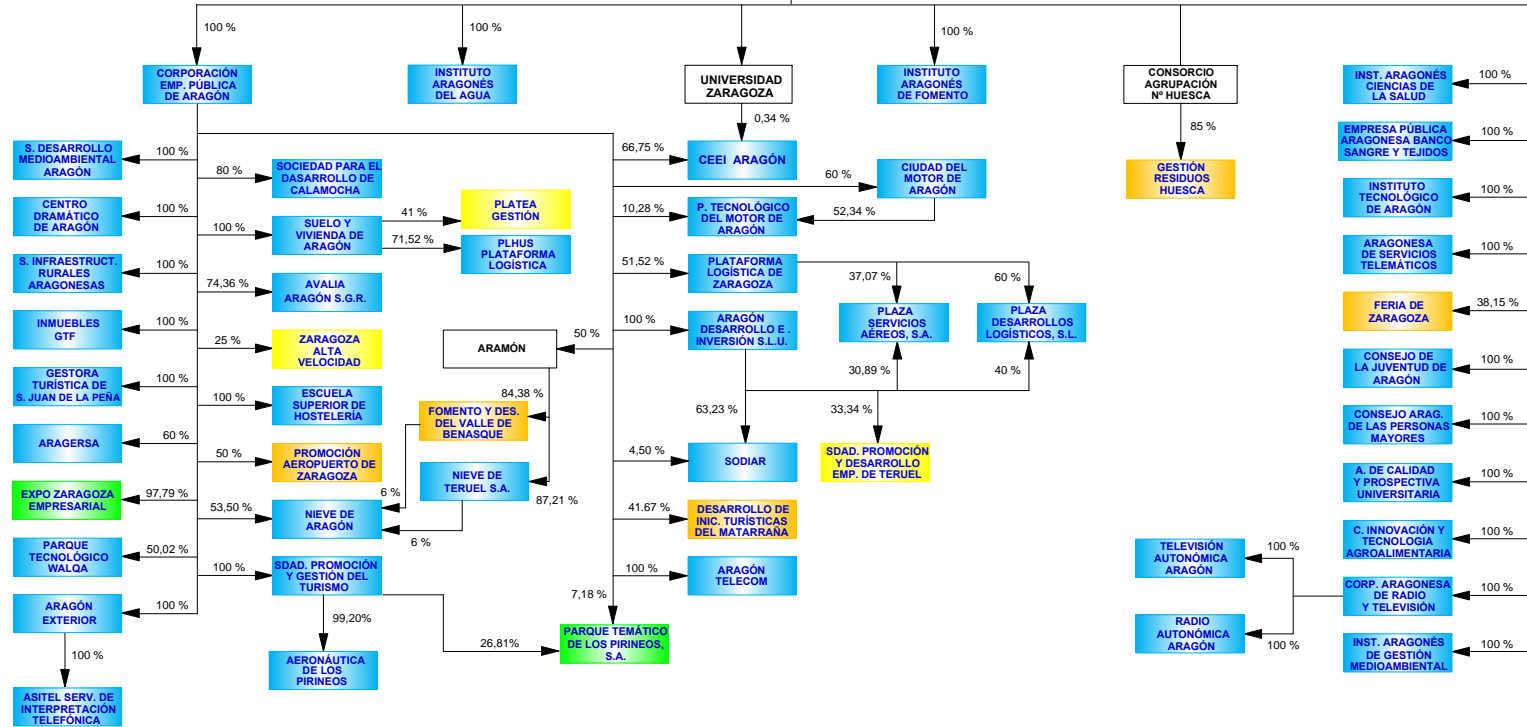 100 %
100 %
100 %
CORPORACIÓN
EMP. PÚBLICA
DE ARAGÓN
INSTITUTO
ARAGONÉS
DEL AGUA
UNIVERSIDAD
ZARAGOZA
INSTITUTO
ARAGONÉS
DE FOMENTO
CONSORCIO
AGRUPACIÓN
Nº HUESCA
INST. ARAGONÉS
CIENCIAS DE
LA SALUD
100 %
0,34 %
85 %
S. DESARROLLO
MEDIOAMBIENTAL
ARAGÓN
100 %
80 %
SOCIEDAD PARA EL
DASARROLLO DE
CALAMOCHA
66,75 %
CEEI ARAGÓN
60 %
CIUDAD DEL
MOTOR DE
ARAGÓN
GESTIÓN
RESIDUOS
HUESCA
EMPRESA PÚBLICA
ARAGONESA BANCO
SANGRE Y TEJIDOS
100 %
CENTRO
DRAMÁTICO
DE ARAGÓN
100 %
100 %
SUELO Y
VIVIENDA DE
ARAGÓN
41 %
PLATEA
GESTIÓN
71,52 %
PLHUS
PLATAFORMA
LOGÍSTICA
10,28 %
P. TECNOLÓGICO
DEL MOTOR DE
ARAGÓN
52,34 %
INSTITUTO
TECNOLÓGICO
DE ARAGÓN
100 %
S. INFRAESTRUCT.
RURALES
ARAGONESAS
100 %
74,36 %
AVALIA
ARAGÓN S.G.R.
51,52 %
PLATAFORMA
LOGÍSTICA DE
ZARAGOZA
37,07 %
60 %
ARAGONESA
DE SERVICIOS
TELEMÁTICOS
100 %
INMUEBLES
GTF
100 %
25 %
ZARAGOZA
ALTA
VELOCIDAD
ARAMÓN
50 %
100 %
ARAGÓN
DESARROLLO E .
INVERSIÓN S.L.U.
PLAZA
SERVICIOS
AÉREOS, S.A.
PLAZA
DESARROLLOS
LOGÍSTICOS, S.L.
FERIA DE
ZARAGOZA
38,15 %
30,89 %
40 %
GESTORA
TURÍSTICA DE
S. JUAN DE LA PEÑA
100 %
100 %
ESCUELA
SUPERIOR DE
HOSTELERÍA
84,38 %
FOMENTO Y DES.
DEL VALLE DE
BENASQUE
63,23 %
33,34 %
CONSEJO DE
LA JUVENTUD DE
ARAGÓN
100 %
ARAGERSA
60 %
50 %
PROMOCIÓN
AEROPUERTO DE
ZARAGOZA
NIEVE DE
TERUEL S.A.
87,21 %
4,50 %
SODIAR
SDAD. PROMOCIÓN
Y DESARROLLO
EMP. DE TERUEL
CONSEJO ARAG.
DE LAS PERSONAS
MAYORES
100 %
EXPO ZARAGOZA
EMPRESARIAL
97,79 %
53,50 %
NIEVE DE
ARAGÓN
6 %
6 %
41.67 %
DESARROLLO DE
INIC. TURÍSTICAS
DEL MATARRAÑA
A. DE CALIDAD
Y PROSPECTIVA
UNIVERSITARIA
100 %
PARQUE
TECNOLÓGICO
WALQA
50,02 %
100 %
SDAD. PROMOCIÓN
Y GESTIÓN DEL
TURISMO
100 %
ARAGÓN
TELECOM
TELEVISIÓN
AUTONÓMICA
ARAGÓN
100 %
C. INNOVACIÓN Y
TECNOLOGIA
AGROALIMENTARIA
100 %
ARAGÓN
EXTERIOR
100 %
99,20%
26,81%
7,18 %
PARQUE TEMÁTICO
DE LOS PIRINEOS,
S.A.
RADIO
AUTONÓMICA
ARAGÓN
100 %
CORP. ARAGONESA
DE RADIO
Y TELEVISIÓN
100 %
100 %
AERONÁUTICA
DE LOS
PIRINEOS
INST. ARAGONÉS
DE GESTIÓN
MEDIOAMBIENTAL
100 %
ASITEL SERV. DE
INTERPRETACIÓN
TELEFÓNICA